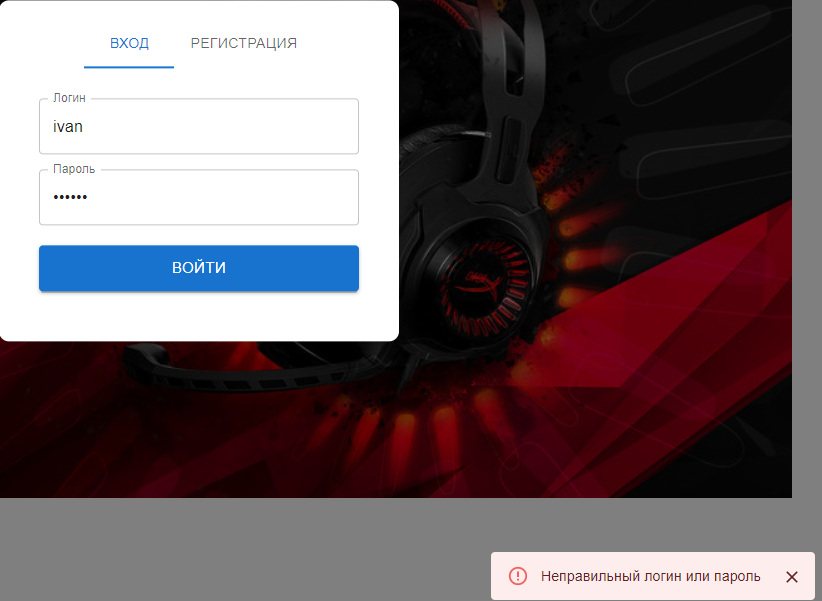 ВХОД РЕГИСТРАЦИЯ
Логин
ivan
Пароль
••••••
ВОЙТИ
Неправильный логин или пароль